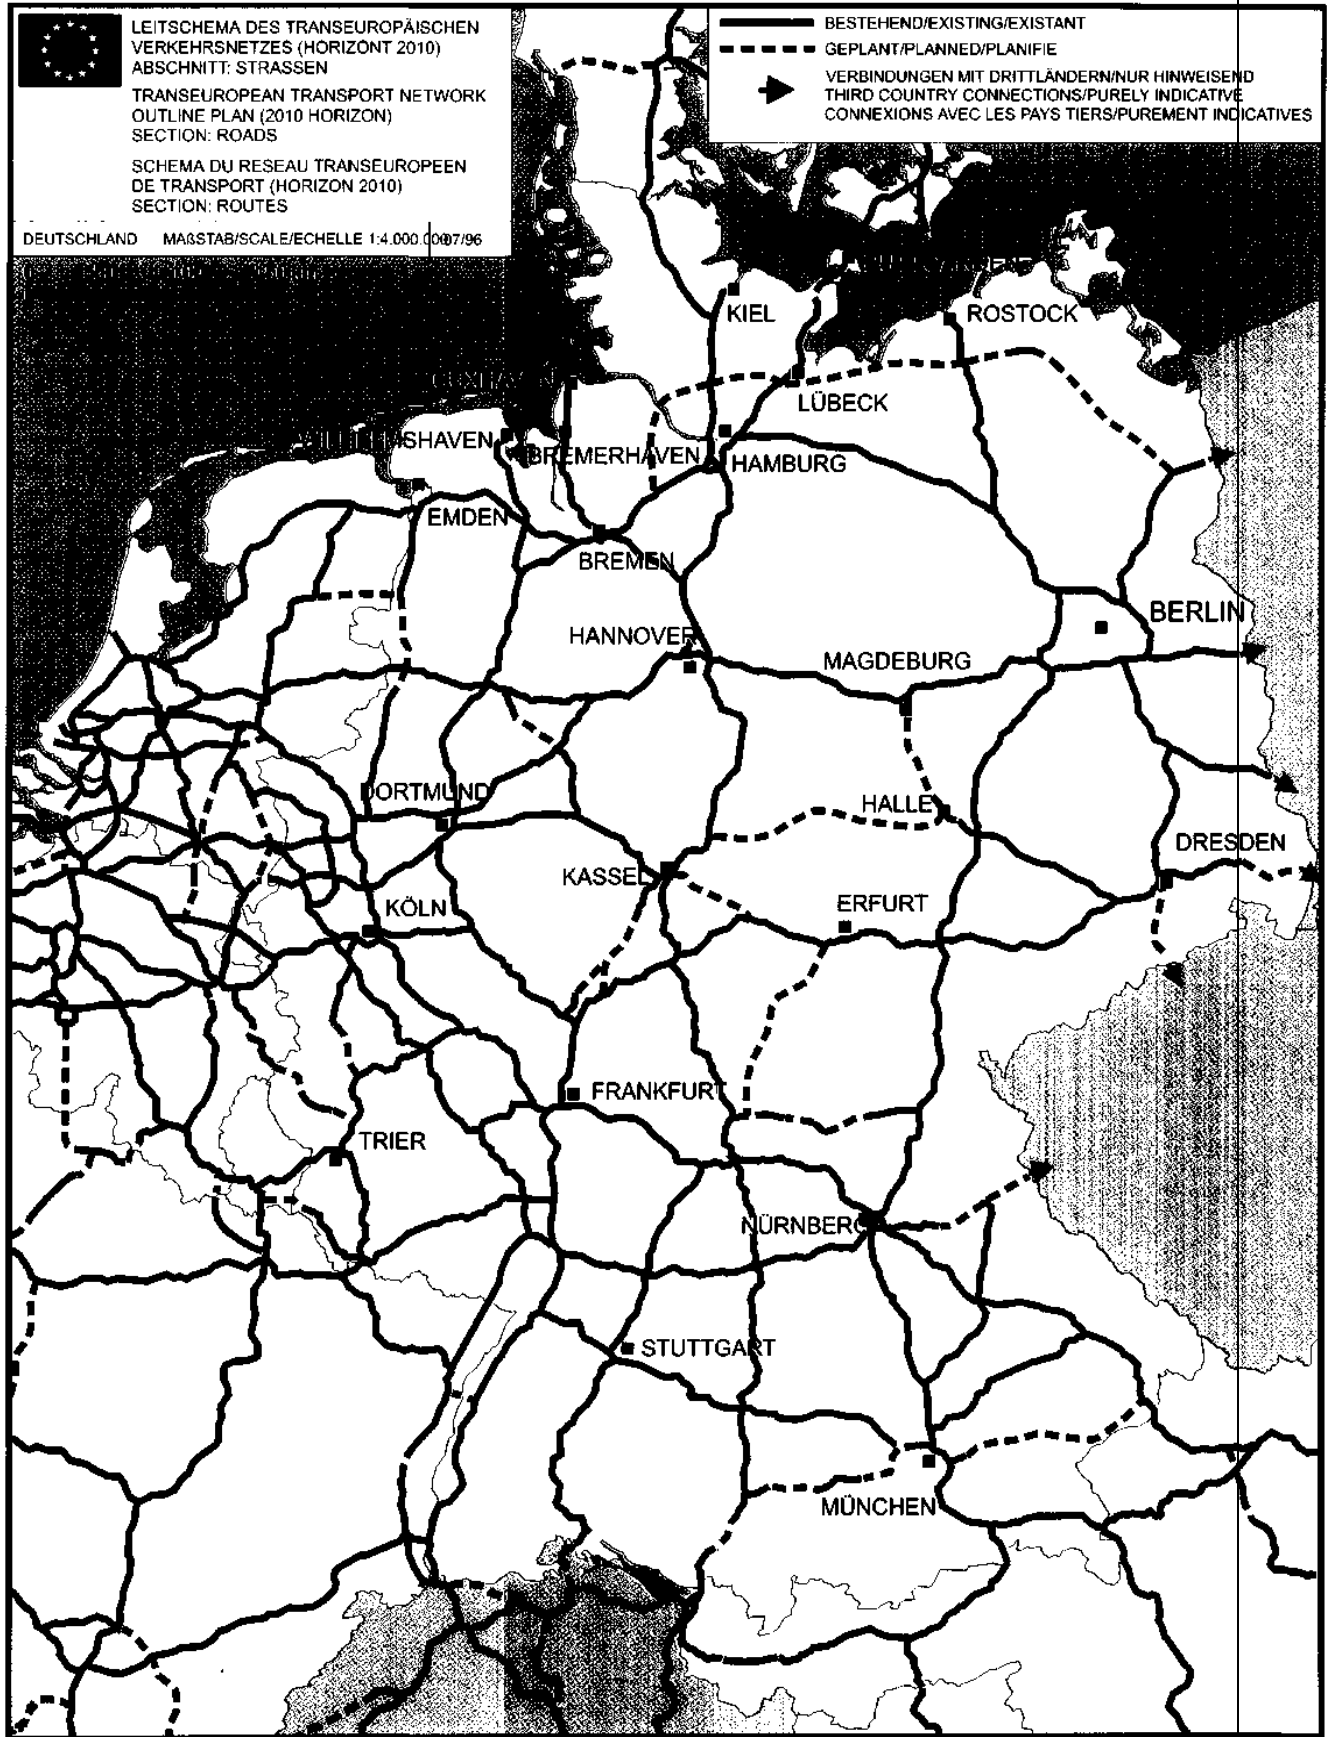 LEITSCHEMA DES TRANSEUROPÄISCHEN
VERKEHRSNETZES (HORIZONT 2010)
ABSCHNITT: STRASSEN
TRANSEUROPEAN TRANSPORT NETWORK
OUTLINE PLAN (2010 HORIZON)
SECTION: ROADS
SCHEMA DU RESEAU TRANSEUROPEEN
DE TRANSPORT (HORIZON 2010)
SECTION: ROUTES
DEUTSCHLAND MAßSTAB/SCALE/ECHELLE 1:4.000.000 07/96
BESTEHEND/EXISTING/EXISTANT
GEPLANT/PLANNED/PLANIFIE
VERBINDUNGEN MIT DRITTLÄNDERN/NUR HINWEISEND
THIRD COUNTRY CONNECTIONS/PURELY INDICATIVE
CONNEXIONS AVEC LES PAYS TIERS/PUREMENT INDICATIVES
KIEL
ROSTOCK
CUXHAVEN
LÜBECK
WILHELMSHAVEN
BREMERHAVEN
HAMBURG
EMDEN
BREMEN
BERLIN
HANNOVER
MAGDEBURG
DORTMUND
HALLE
DRESDEN
KASSEL
KÖLN
ERFURT
FRANKFURT
TRIER
NÜRNBERG
STUTTGART
MÜNCHEN